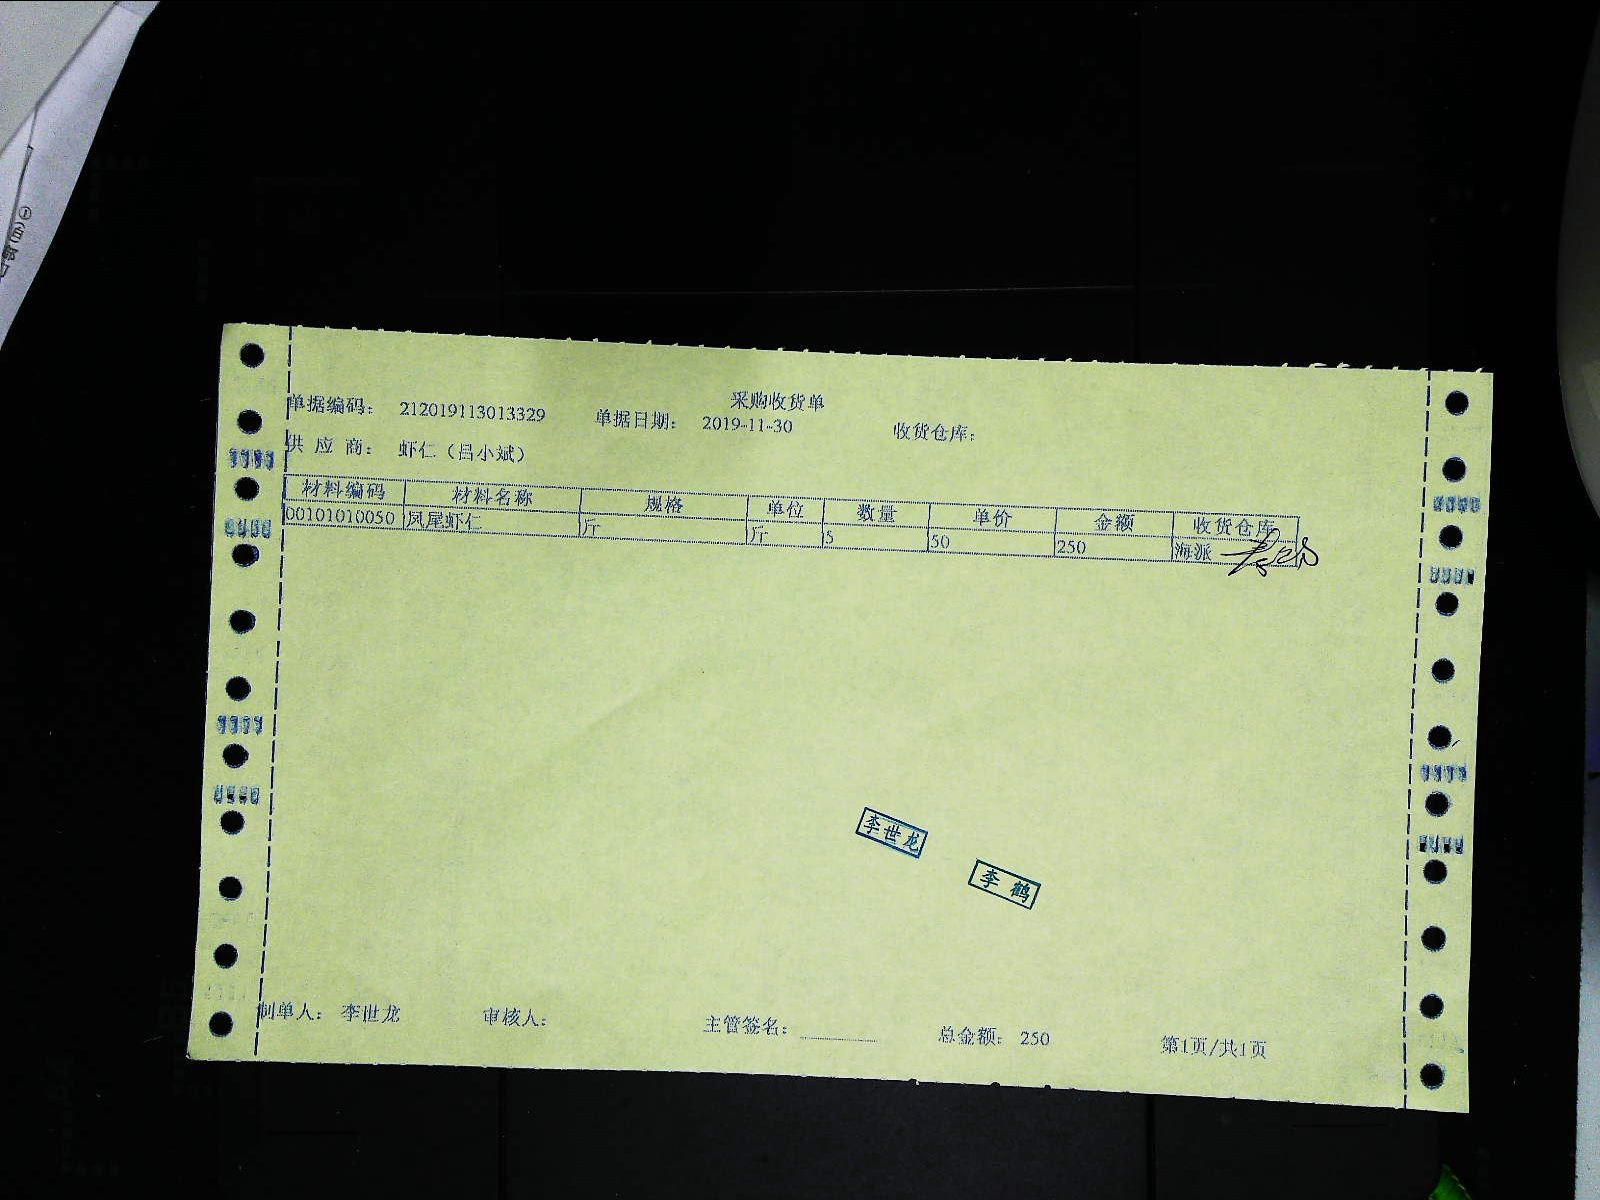 采购收货单
单据编码: 212019113013329 单据日期: 2019-11-30 收货仓库:
供 应 商: 虾仁（吕小斌）
材料编码 材料名称 规格 单位 数量 单价 金额 收货仓库
00101010050 凤尾虾仁 斤 斤 5 50 250 海派
李世龙
李鹤
制单人: 李世龙 审核人: 主管签名: 总金额: 250 第1页/共1页